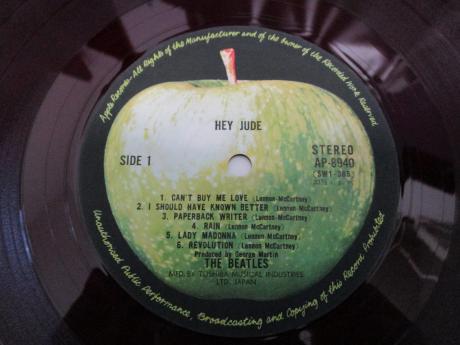 Apple Records-All Rights of the Manufacturer and of the Owner of the Recorded Work Reserved
HEY JUDE
SIDE 1
STEREO
AP-8940
(SW1-385)
1. CAN'T BUY ME LOVE (Lennon-McCartney)
2. I SHOULD HAVE KNOWN BETTER (Lennon-McCartney)
3. PAPERBACK WRITER (Lennon-McCartney)
4. RAIN (Lennon-McCartney)
5. LADY MADONNA (Lennon-McCartney)
6. REVOLUTION (Lennon-McCartney)
Produced by George Martin
THE BEATLES
MFD. BY TOSHIBA MUSICAL INDUSTRIES
LTD. JAPAN
Unauthorised Public Performance, Broadcasting and Copying of this Record Prohibited